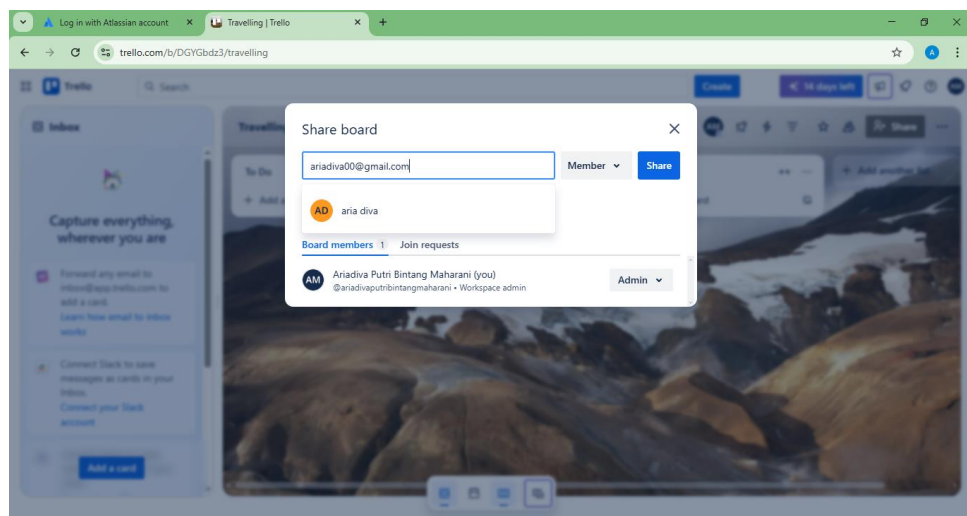 Log in with Atlassian account
Travelling | Trello
trello.com/b/DGYGbdz3/travelling
A
Trello
Search
Create
14 days left
Inbox
Travelling
Share
Share board
ariadiva00@gmail.com
Member
Share
AD
aria diva
Board members 1 Join requests
AM
Ariadiva Putri Bintang Maharani (you)
@ariadivaputribintangmaharani • Workspace admin
Admin
To Do
+ Add a
+ Add another list
Capture everything,
wherever you are
Forward any email to
inbox@app.trello.com to
add a card.
Learn how email to inbox
works
Connect Slack to save
messages as cards in your
Inbox.
Connect your Slack
account
Add a card